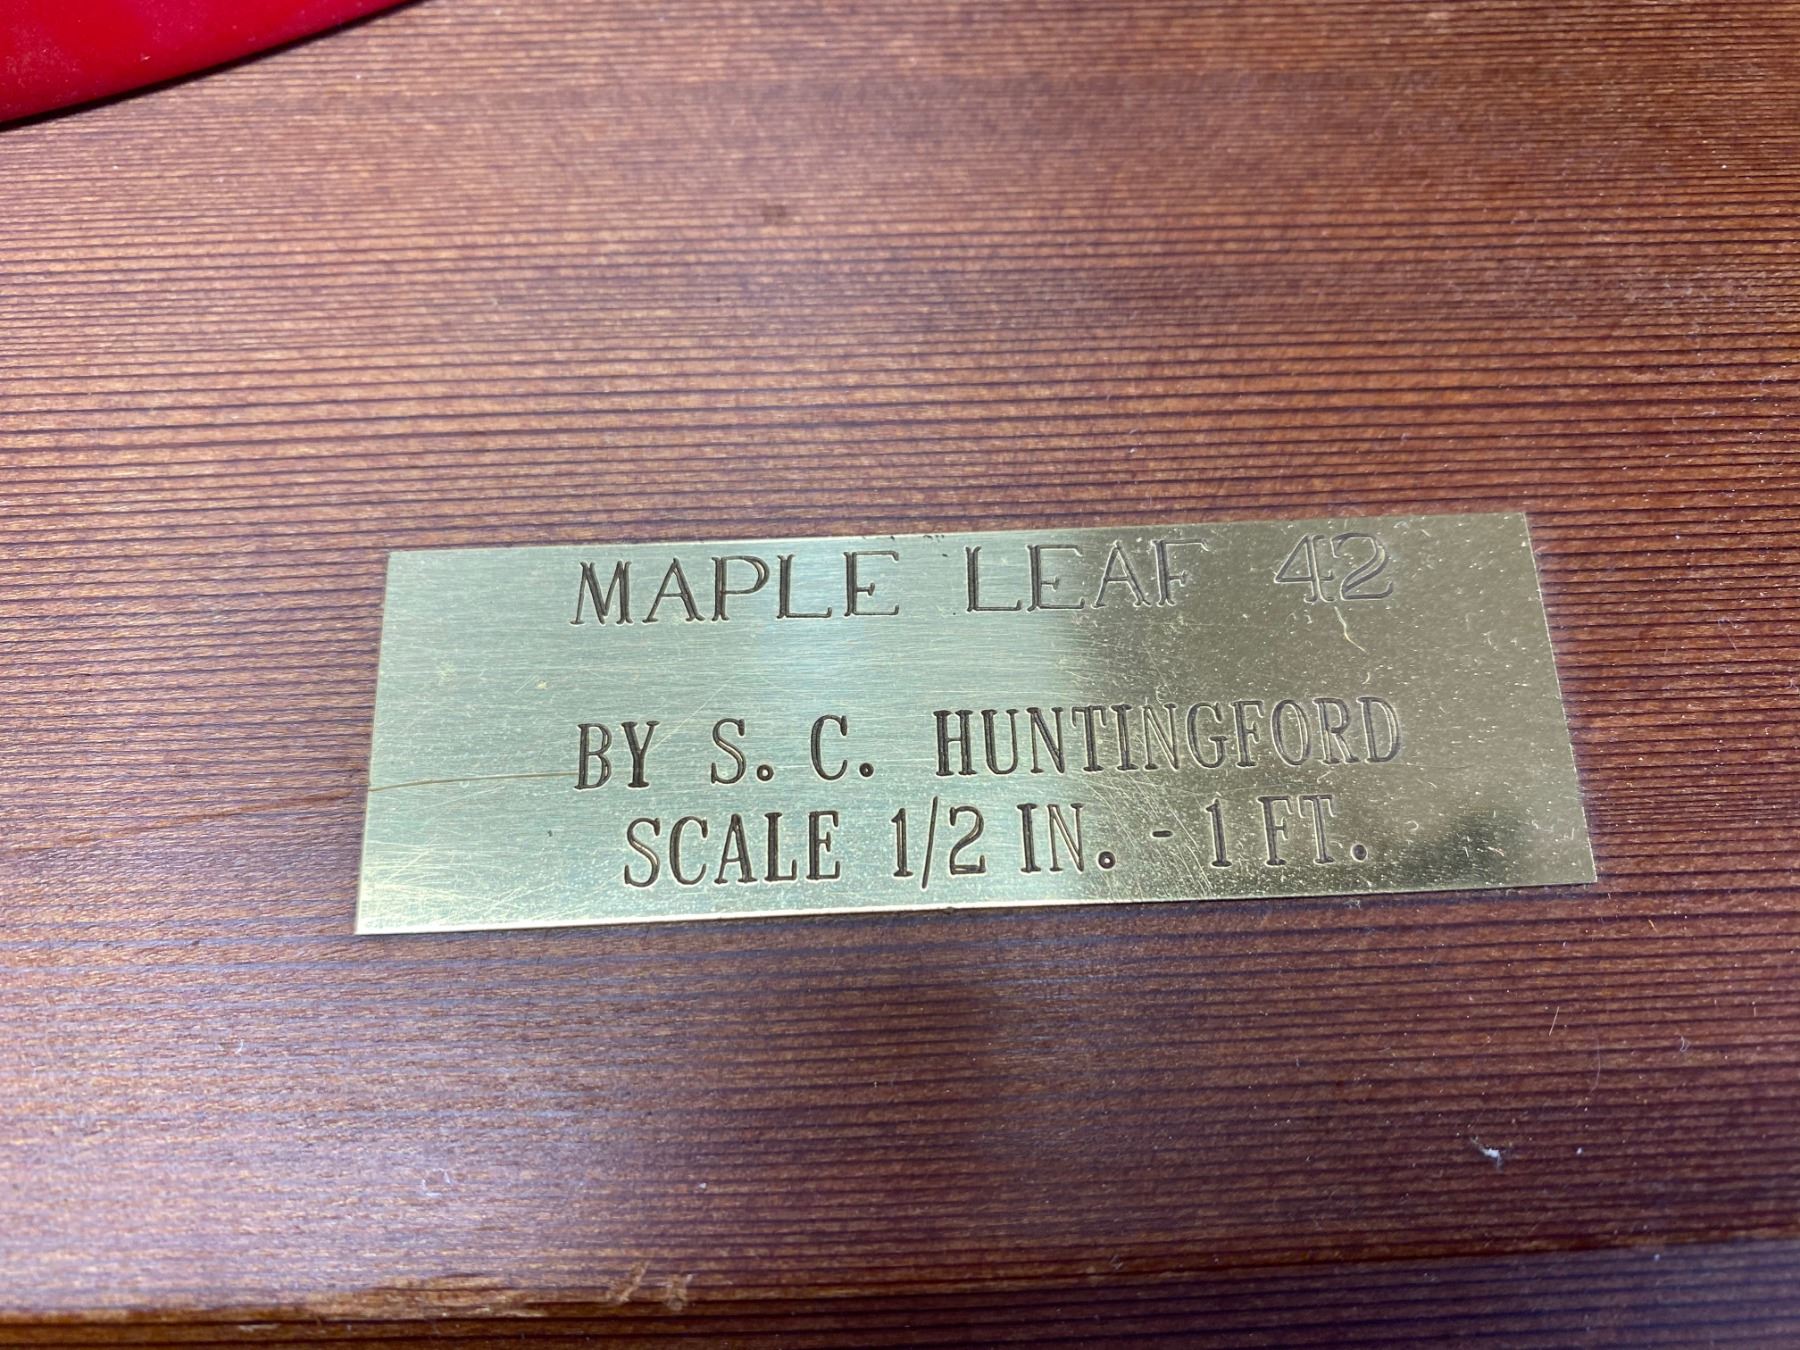 MAPLE LEAF 42
BY S. C. HUNTINGFORD
SCALE 1/2 IN. - 1 FT.